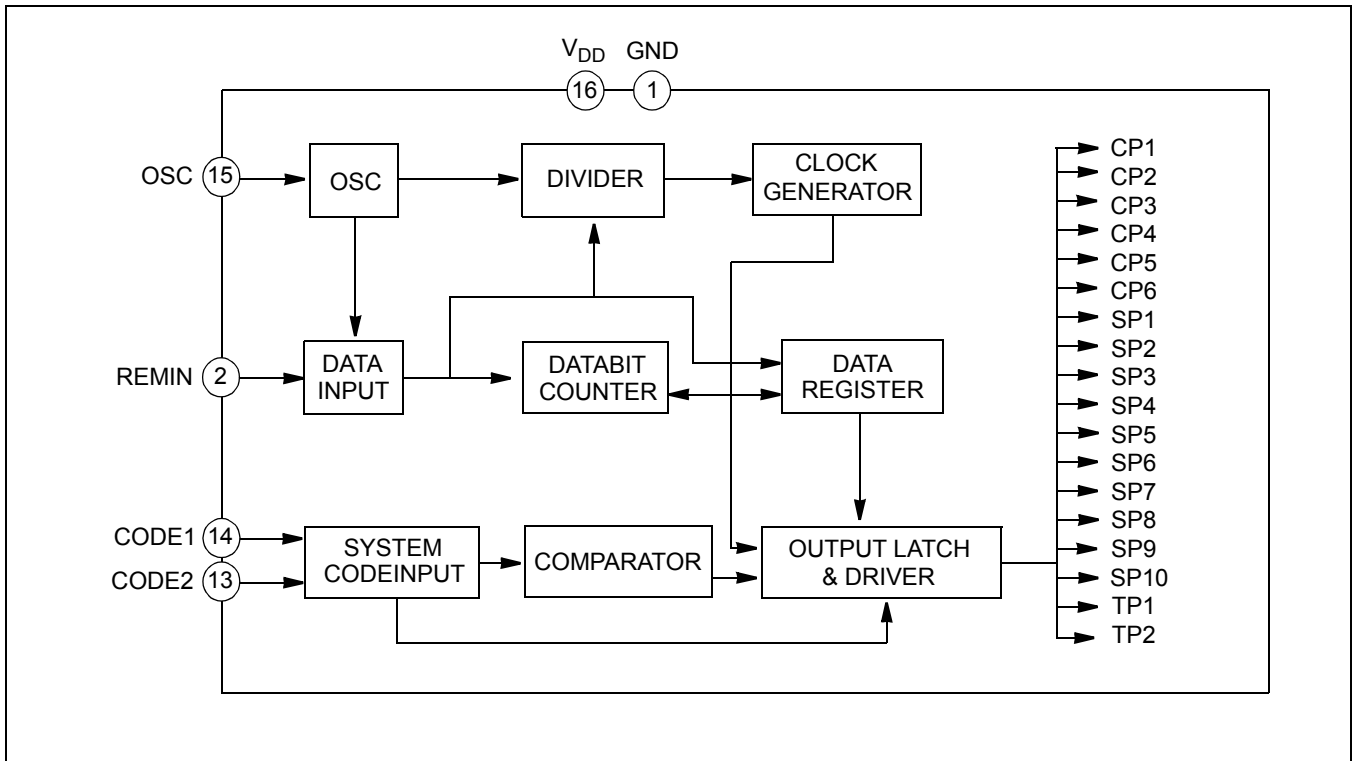 V_DD GND
16 1
OSC 15
OSC
DIVIDER
CLOCK
GENERATOR
REMIN 2
DATA
INPUT
DATABIT
COUNTER
DATA
REGISTER
CODE1 14
CODE2 13
SYSTEM
CODEINPUT
COMPARATOR
OUTPUT LATCH
& DRIVER
CP1
CP2
CP3
CP4
CP5
CP6
SP1
SP2
SP3
SP4
SP5
SP6
SP7
SP8
SP9
SP10
TP1
TP2